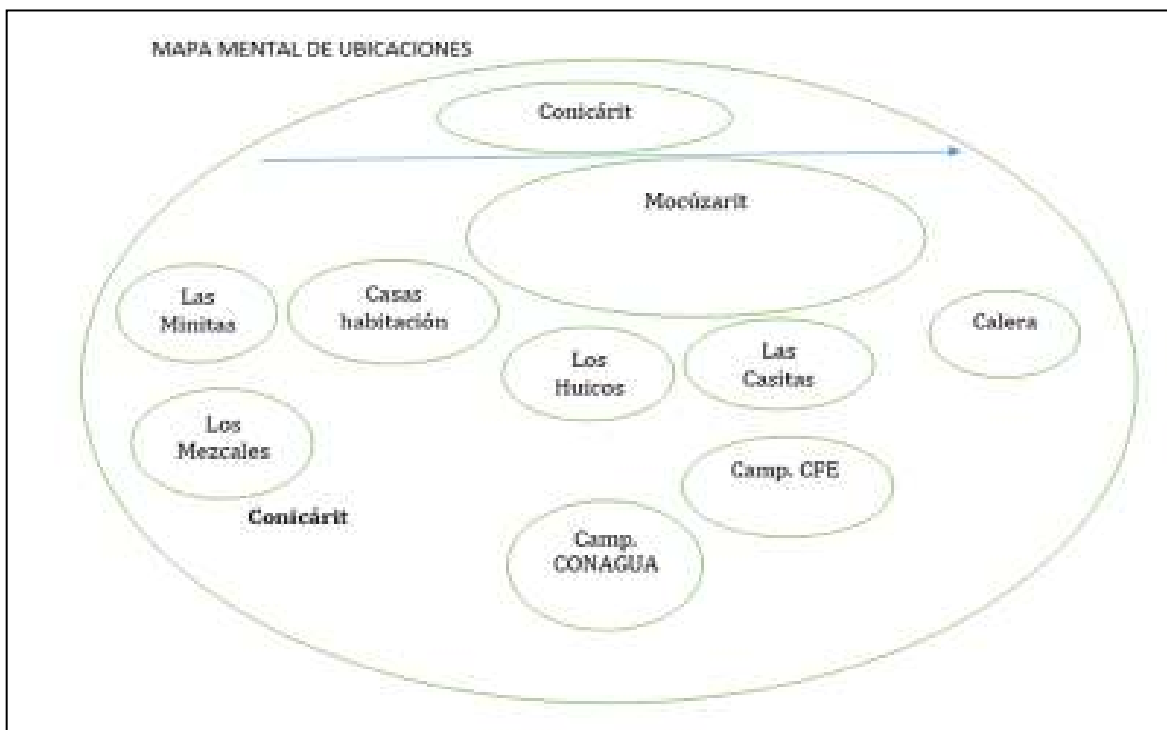 MAPA MENTAL DE UBICACIONES
Conicárit
Mocúzarit
Las
Minitas
Casas
habitación
Los
Huicos
Las
Casitas
Calera
Los
Mezcales
Conicárit
Camp. CFE
Camp.
CONAGUA